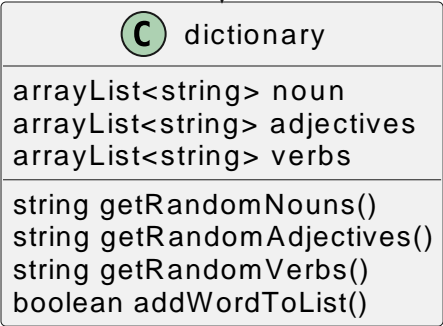 C dictionary
arrayList<string> noun
arrayList<string> adjectives
arrayList<string> verbs
string getRandomNouns()
string getRandomAdjectives()
string getRandomVerbs()
boolean addWordToList()